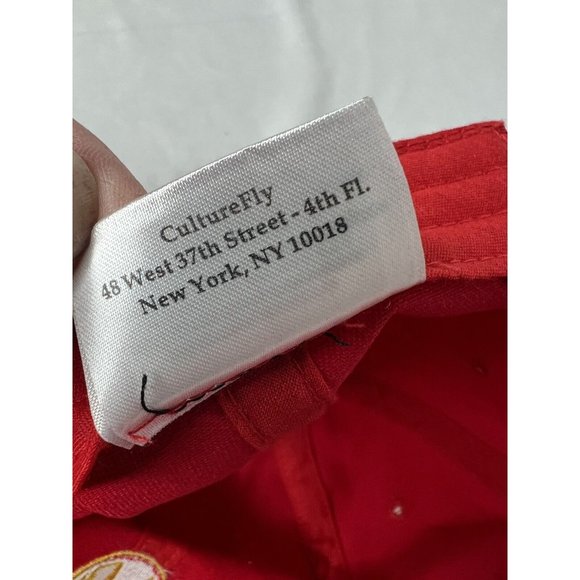 CultureFly
48 West 37th Street - 4th Fl.
New York, NY 10018